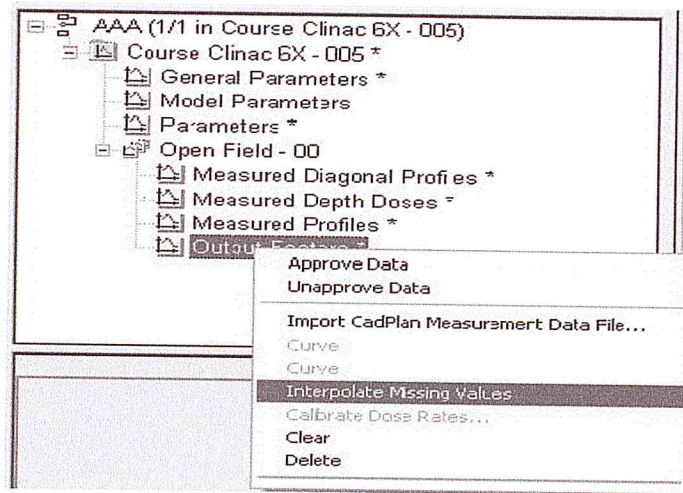 AAA (1/1 in Course Clinac 6X - 005)
Course Clinac 6X - 005 *
General Parameters *
Model Parameters
Parameters *
Open Field - 00
Measured Diagonal Profiles *
Measured Depth Doses *
Measured Profiles *
Output Factors *
Approve Data
Unapprove Data
Import CadPlan Measurement Data File...
Curve
Curve
Interpolate Missing Values
Calibrate Dose Rates...
Clear
Delete